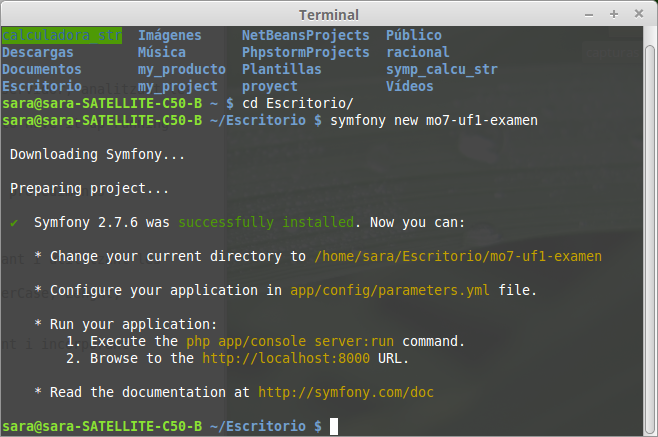 Terminal
calculadora_str Imágenes NetBeansProjects Público
Descargas Música PhpstormProjects racional
Documentos my_producto Plantillas symp_calcu_str
Escritorio my_project proyect Vídeos
sara@sara-SATELLITE-C50-B ~ $ cd Escritorio/
sara@sara-SATELLITE-C50-B ~/Escritorio $ symfony new mo7-uf1-examen
Downloading Symfony...
Preparing project...
✔ Symfony 2.7.6 was successfully installed. Now you can:
* Change your current directory to /home/sara/Escritorio/mo7-uf1-examen
* Configure your application in app/config/parameters.yml file.
* Run your application:
1. Execute the php app/console server:run command.
2. Browse to the http://localhost:8000 URL.
* Read the documentation at http://symfony.com/doc
sara@sara-SATELLITE-C50-B ~/Escritorio $